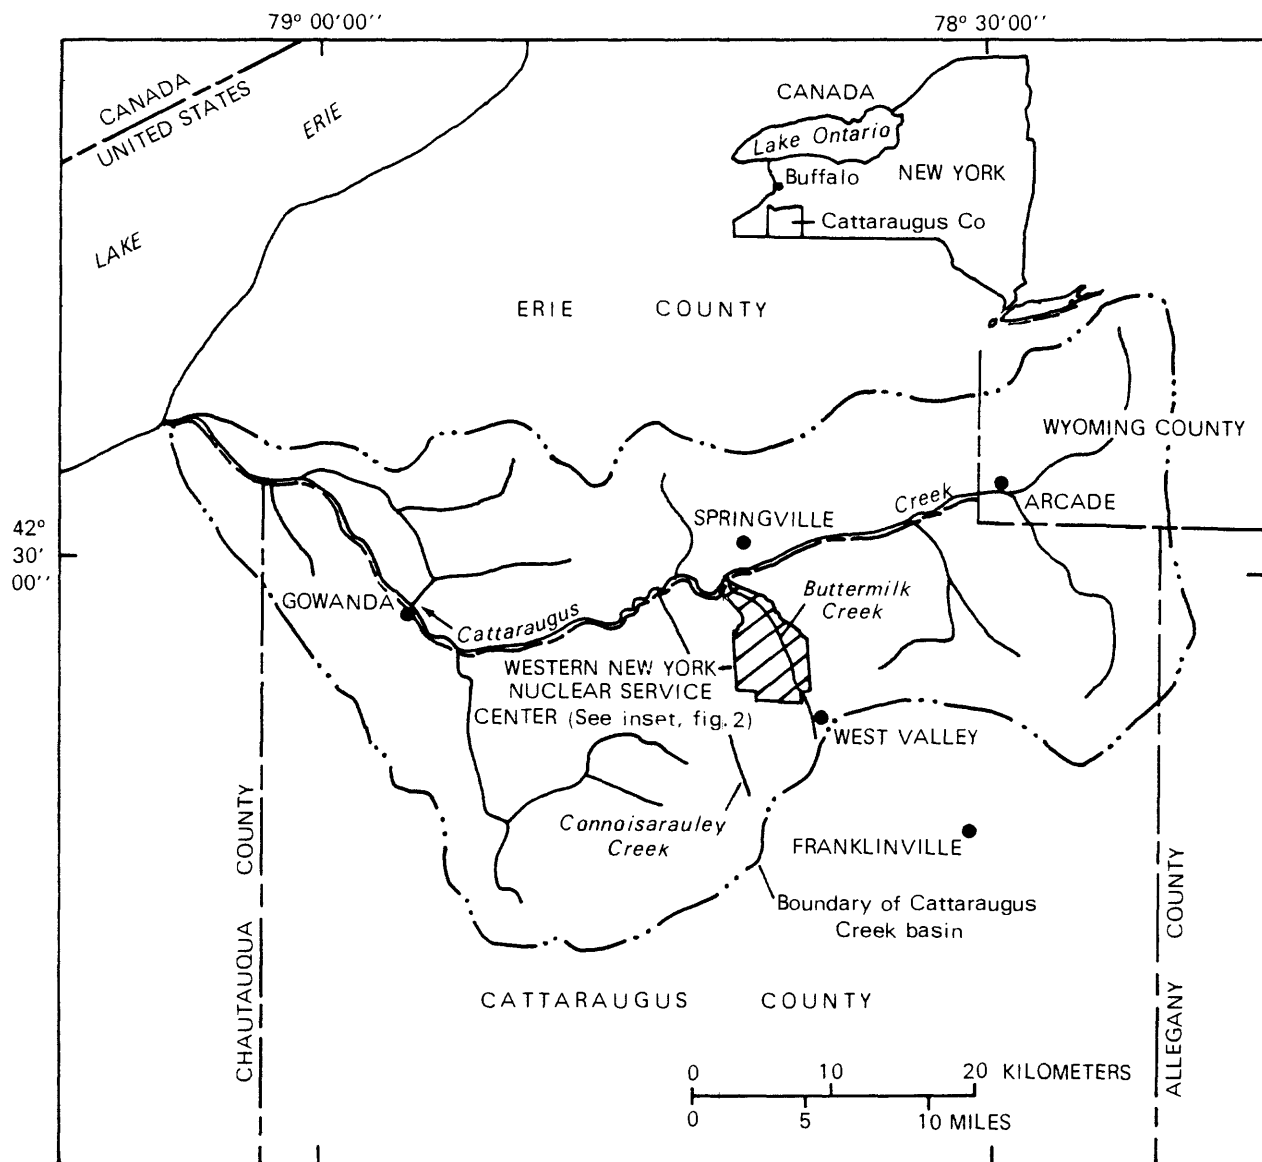 79° 00'00''
78° 30'00''
CANADA
UNITED STATES
LAKE ERIE
CANADA
Lake Ontario
Buffalo
NEW YORK
Cattaraugus Co
ERIE COUNTY
WYOMING COUNTY
42°
30'
00''
Creek
ARCADE
SPRINGVILLE
Buttermilk
Creek
GOWANDA
Cattaraugus
WESTERN NEW YORK
NUCLEAR SERVICE
CENTER (See inset, fig. 2)
WEST VALLEY
Connoisarauley
Creek
FRANKLINVILLE
Boundary of Cattaraugus
Creek basin
CHAUTAUQUA COUNTY
CATTARAUGUS COUNTY
ALLEGANY COUNTY
0 10 20 KILOMETERS
0 5 10 MILES